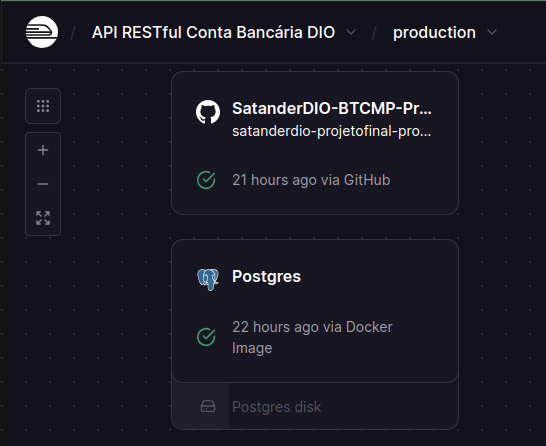 / API RESTful Conta Bancária DIO / production
SatanderDIO-BTCMP-Pr...
satanderdio-projetofinal-pro...
21 hours ago via GitHub
Postgres
22 hours ago via Docker
Image
Postgres disk